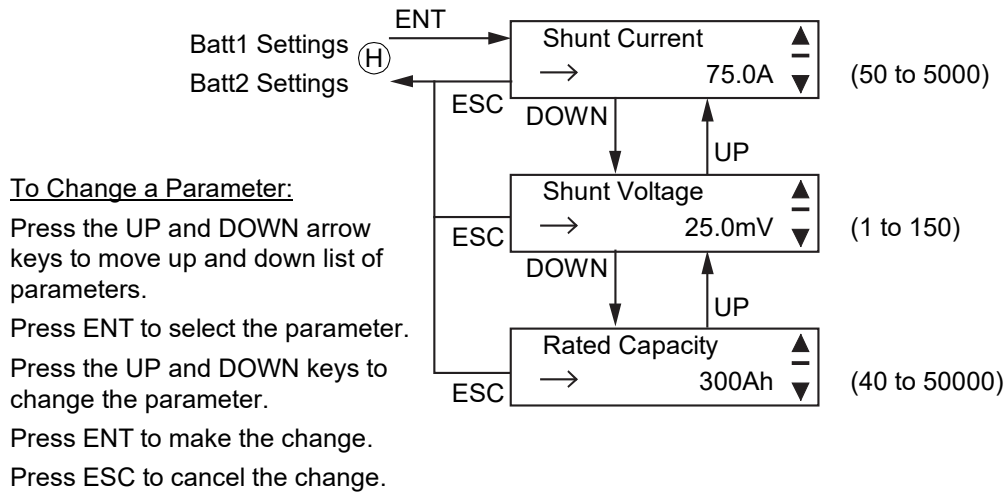 Batt1 Settings
Batt2 Settings
H
ENT
Shunt Current
→ 75.0A
(50 to 5000)
ESC
DOWN
UP
Shunt Voltage
→ 25.0mV
(1 to 150)
ESC
DOWN
UP
Rated Capacity
→ 300Ah
(40 to 50000)
ESC
To Change a Parameter:
Press the UP and DOWN arrow
keys to move up and down list of
parameters.
Press ENT to select the parameter.
Press the UP and DOWN keys to
change the parameter.
Press ENT to make the change.
Press ESC to cancel the change.